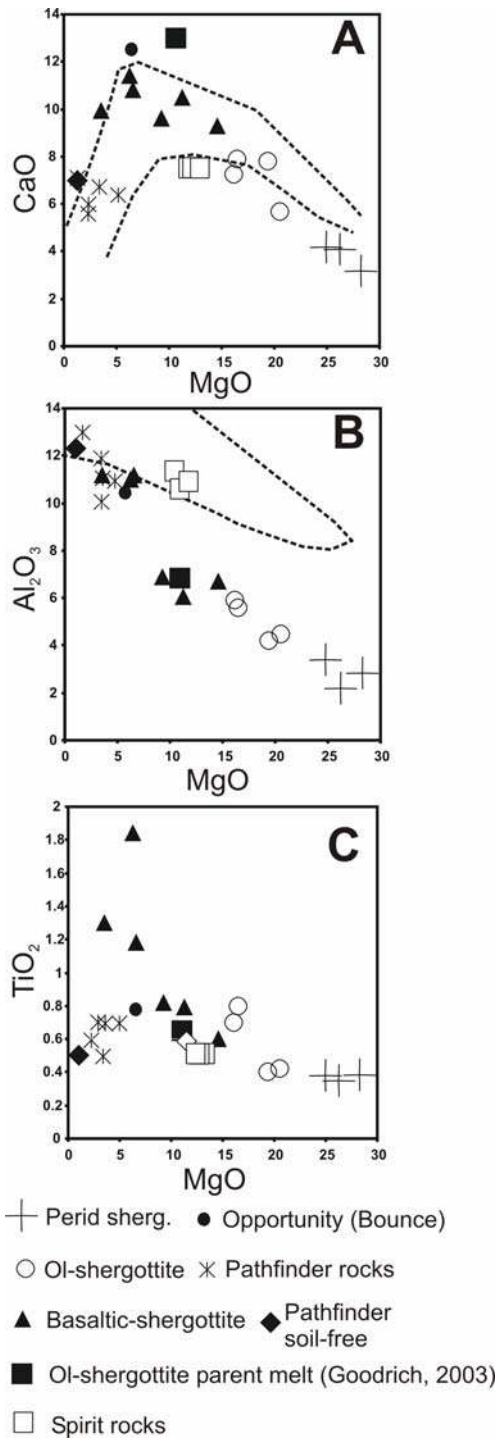 A
14
12
10
8
6
4
2
0
CaO
0 5 10 15 20 25 30
MgO
B
14
12
10
8
6
4
2
0
Al₂O₃
0 5 10 15 20 25 30
MgO
C
2
1.8
1.6
1.4
1.2
1
0.8
0.6
0.4
0.2
0
TiO₂
0 5 10 15 20 25 30
MgO
Perid sherg. Opportunity (Bounce)
Ol-shergottite Pathfinder rocks
Basaltic-shergottite Pathfinder
soil-free
Ol-shergottite parent melt (Goodrich, 2003)
Spirit rocks